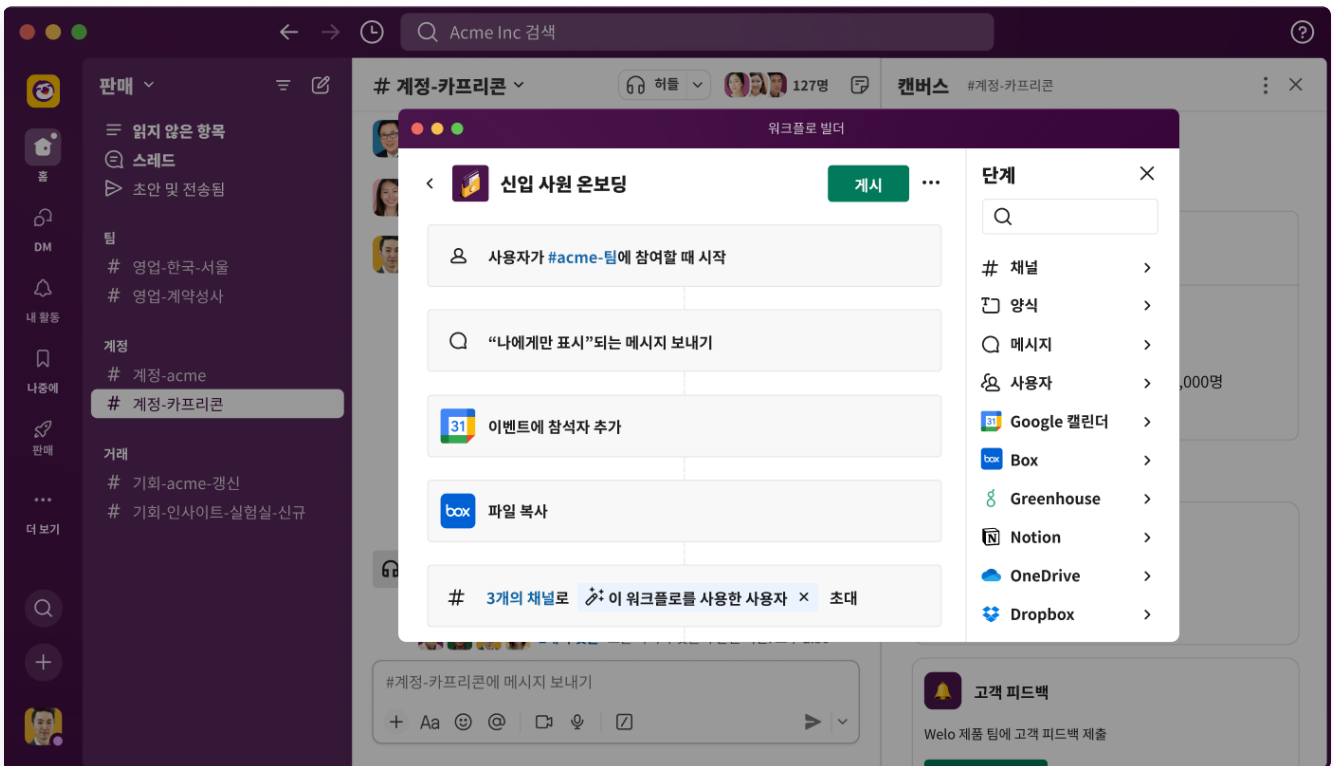 Acme Inc 검색
판매
홈
DM
내 활동
나중에
판매
더 보기
읽지 않은 항목
스레드
초안 및 전송됨
팀
# 영업-한국-서울
# 영업-계약성사
계정
# 계정-acme
# 계정-카프리콘
거래
# 기회-acme-갱신
# 기회-인사이트-실험실-신규
# 계정-카프리콘
허들
127명
캔버스 #계정-카프리콘
워크플로 빌더
신입 사원 온보딩
게시
사용자가 #acme-팀에 참여할 때 시작
“나에게만 표시”되는 메시지 보내기
31 이벤트에 참석자 추가
box 파일 복사
# 3개의 채널로 이 워크플로를 사용한 사용자 × 초대
단계
# 채널
양식
메시지
사용자
31 Google 캘린더
box Box
Greenhouse
Notion
OneDrive
Dropbox
,000명
#계정-카프리콘에 메시지 보내기
Aa
고객 피드백
Welo 제품 팀에 고객 피드백 제출